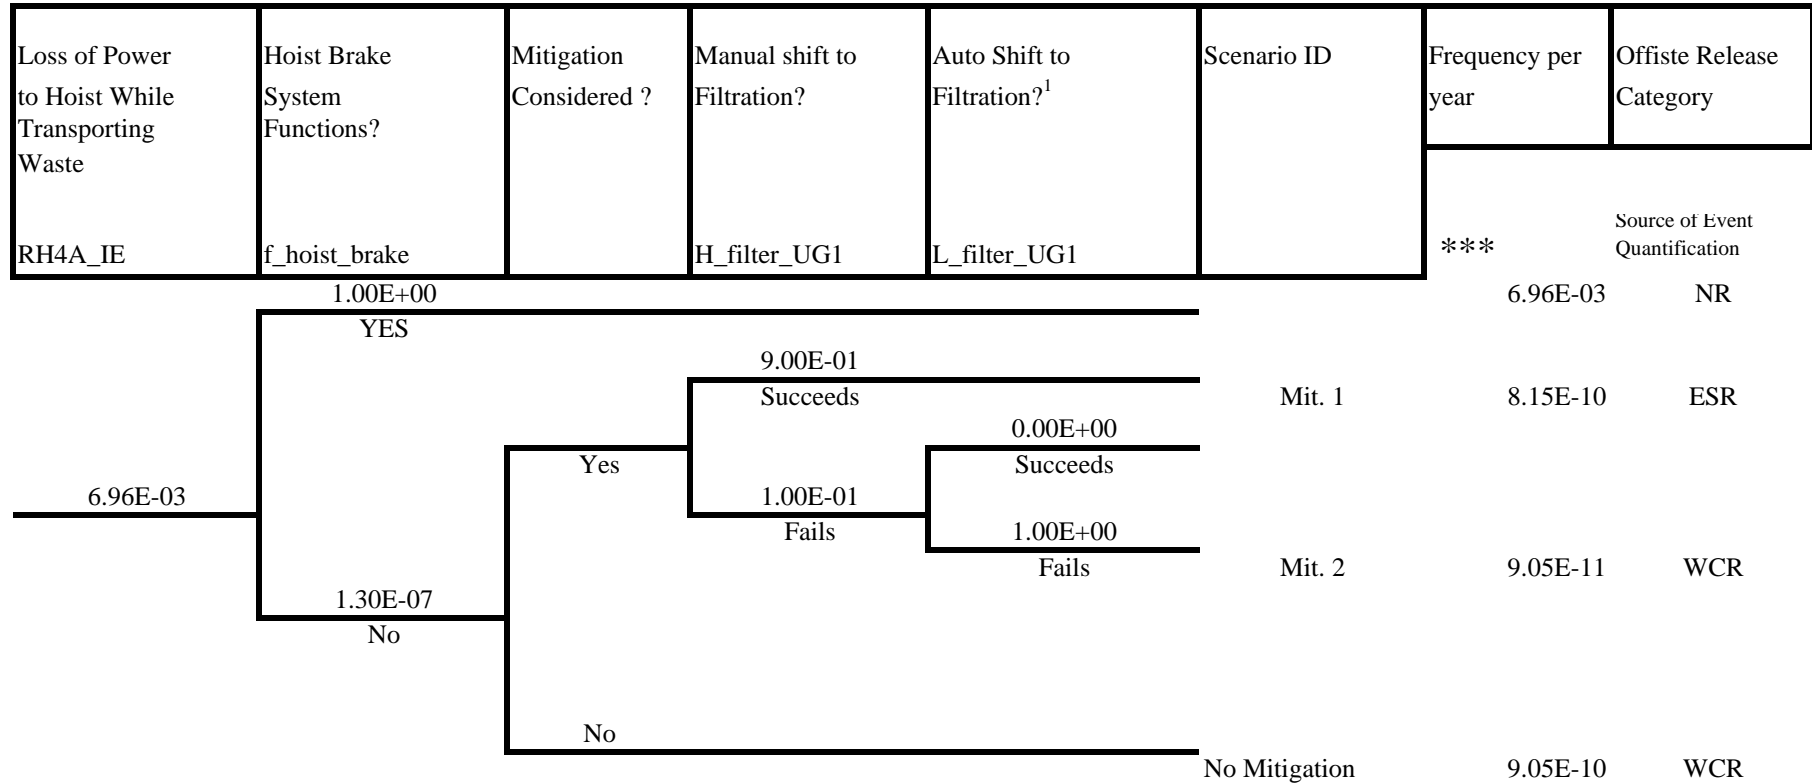 Loss of Power
to Hoist While
Transporting
Waste
RH4A_IE
Hoist Brake
System
Functions?
f_hoist_brake
Mitigation
Considered ?
Manual shift to
Filtration?
H_filter_UG1
Auto Shift to
Filtration?1
L_filter_UG1
Scenario ID
Frequency per
year
***
Offiste Release
Category
Source of Event
Quantification
1.00E+00
YES
6.96E-03 NR
9.00E-01
Succeeds
Mit. 1 8.15E-10 ESR
0.00E+00
Succeeds
Yes
6.96E-03
1.00E-01
Fails
1.00E+00
Fails
Mit. 2 9.05E-11 WCR
1.30E-07
No
No
No Mitigation 9.05E-10 WCR